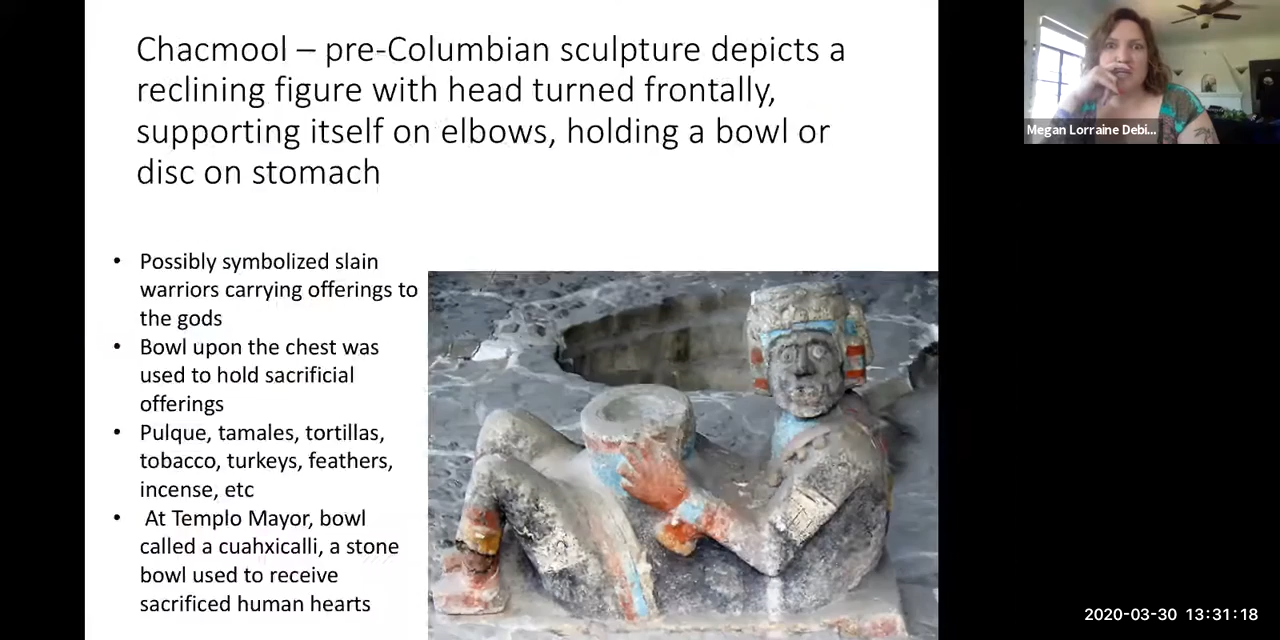 Chacmool – pre-Columbian sculpture depicts a
reclining figure with head turned frontally,
supporting itself on elbows, holding a bowl or
disc on stomach
• Possibly symbolized slain
warriors carrying offerings to
the gods
• Bowl upon the chest was
used to hold sacrificial
offerings
• Pulque, tamales, tortillas,
tobacco, turkeys, feathers,
incense, etc
• At Templo Mayor, bowl
called a cuahxicalli, a stone
bowl used to receive
sacrificed human hearts
Megan Lorraine Debi...
2020-03-30 13:31:18